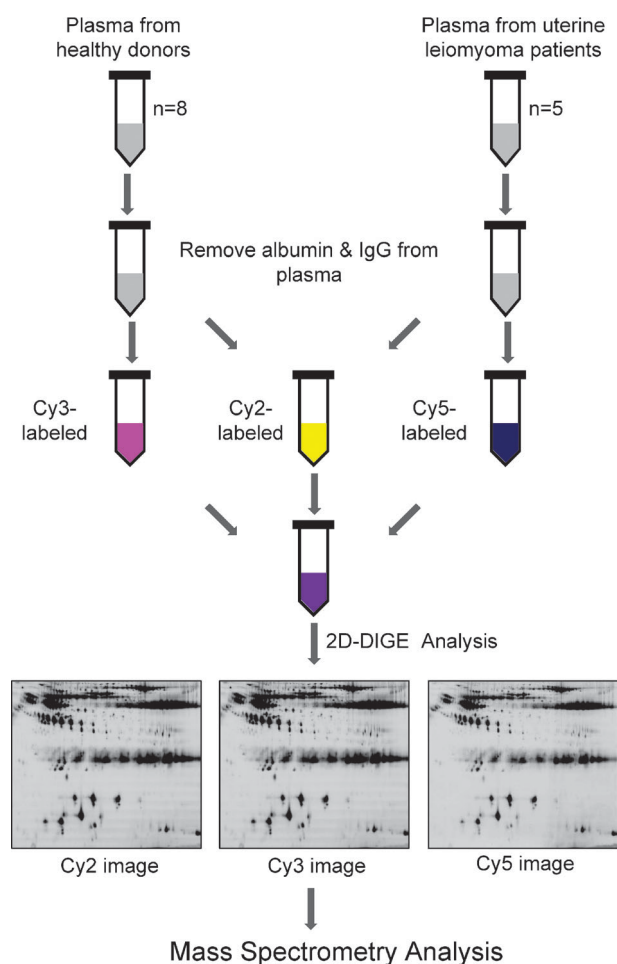 Plasma from
healthy donors
Plasma from uterine
leiomyoma patients
n=8
n=5
Remove albumin & IgG from
plasma
Cy3-
labeled
Cy2-
labeled
Cy5-
labeled
2D-DIGE Analysis
Cy2 image
Cy3 image
Cy5 image
Mass Spectrometry Analysis